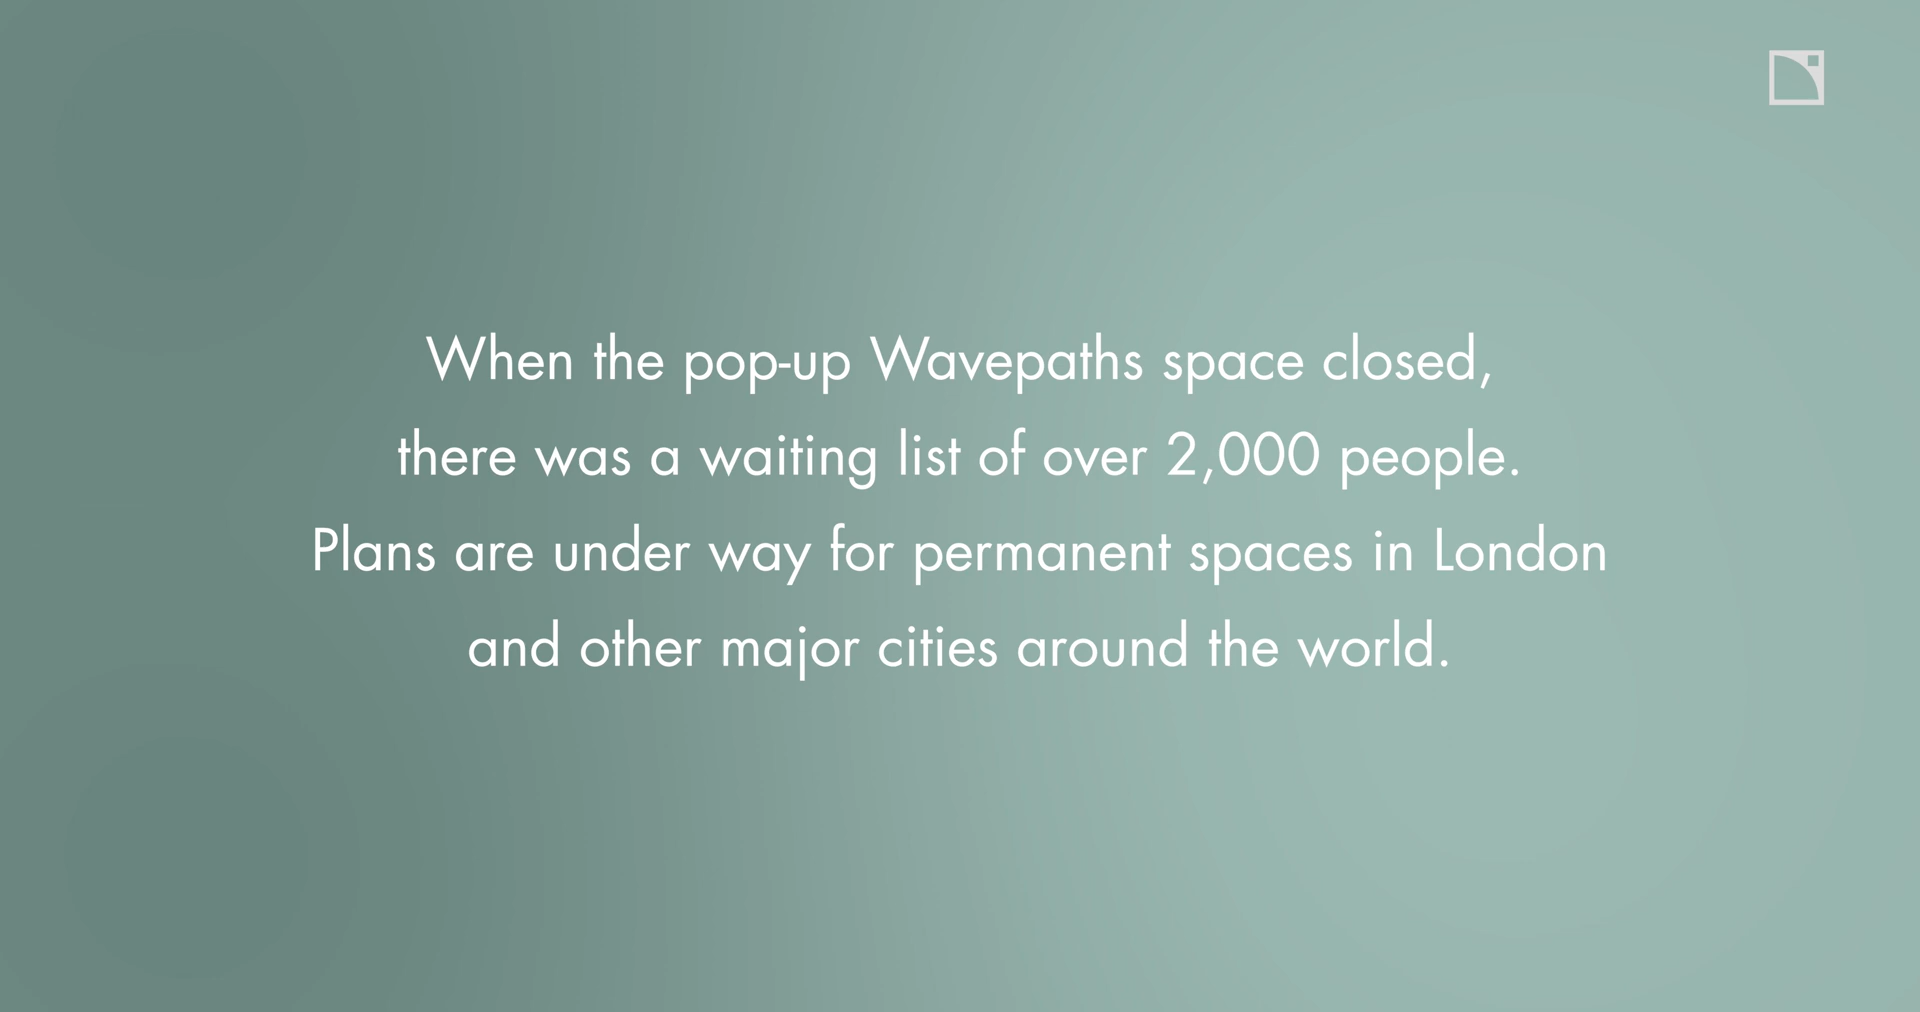 When the pop-up Wavepaths space closed,
there was a waiting list of over 2,000 people.
Plans are under way for permanent spaces in London
and other major cities around the world.